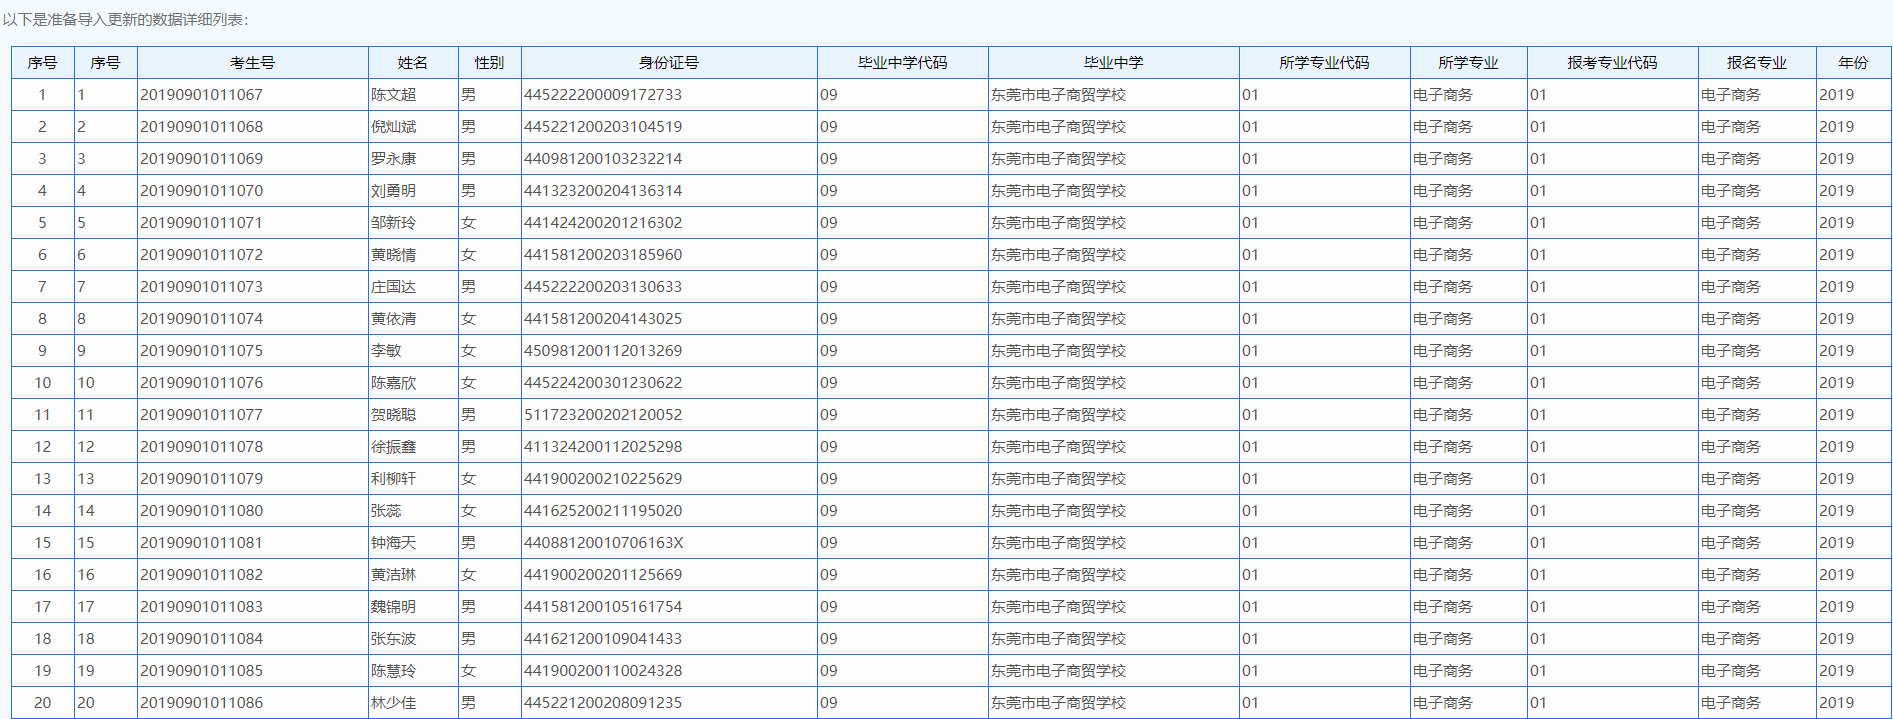 以下是准备导入更新的数据详细列表：
序号 序号 考生号 姓名 性别 身份证号 毕业中学代码 毕业中学 所学专业代码 所学专业 报考专业代码 报名专业 年份
1 1 20190901011067 陈文超 男 445222200009172733 09 东莞市电子商贸学校 01 电子商务 01 电子商务 2019
2 2 20190901011068 倪灿斌 男 445221200203104519 09 东莞市电子商贸学校 01 电子商务 01 电子商务 2019
3 3 20190901011069 罗永康 男 440981200103232214 09 东莞市电子商贸学校 01 电子商务 01 电子商务 2019
4 4 20190901011070 刘勇明 男 441323200204136314 09 东莞市电子商贸学校 01 电子商务 01 电子商务 2019
5 5 20190901011071 邹新玲 女 441424200201216302 09 东莞市电子商贸学校 01 电子商务 01 电子商务 2019
6 6 20190901011072 黄晓情 女 441581200203185960 09 东莞市电子商贸学校 01 电子商务 01 电子商务 2019
7 7 20190901011073 庄国达 男 445222200203130633 09 东莞市电子商贸学校 01 电子商务 01 电子商务 2019
8 8 20190901011074 黄依清 女 441581200204143025 09 东莞市电子商贸学校 01 电子商务 01 电子商务 2019
9 9 20190901011075 李敏 女 450981200112013269 09 东莞市电子商贸学校 01 电子商务 01 电子商务 2019
10 10 20190901011076 陈嘉欣 女 445224200301230622 09 东莞市电子商贸学校 01 电子商务 01 电子商务 2019
11 11 20190901011077 贺晓聪 男 511723200202120052 09 东莞市电子商贸学校 01 电子商务 01 电子商务 2019
12 12 20190901011078 徐振鑫 男 411324200112025298 09 东莞市电子商贸学校 01 电子商务 01 电子商务 2019
13 13 20190901011079 利柳轩 女 441900200210225629 09 东莞市电子商贸学校 01 电子商务 01 电子商务 2019
14 14 20190901011080 张蕊 女 441625200211195020 09 东莞市电子商贸学校 01 电子商务 01 电子商务 2019
15 15 20190901011081 钟海天 男 44088120010706163X 09 东莞市电子商贸学校 01 电子商务 01 电子商务 2019
16 16 20190901011082 黄洁琳 女 441900200201125669 09 东莞市电子商贸学校 01 电子商务 01 电子商务 2019
17 17 20190901011083 魏锦明 男 441581200105161754 09 东莞市电子商贸学校 01 电子商务 01 电子商务 2019
18 18 20190901011084 张东波 男 441621200109041433 09 东莞市电子商贸学校 01 电子商务 01 电子商务 2019
19 19 20190901011085 陈慧玲 女 441900200110024328 09 东莞市电子商贸学校 01 电子商务 01 电子商务 2019
20 20 20190901011086 林少佳 男 445221200208091235 09 东莞市电子商贸学校 01 电子商务 01 电子商务 2019